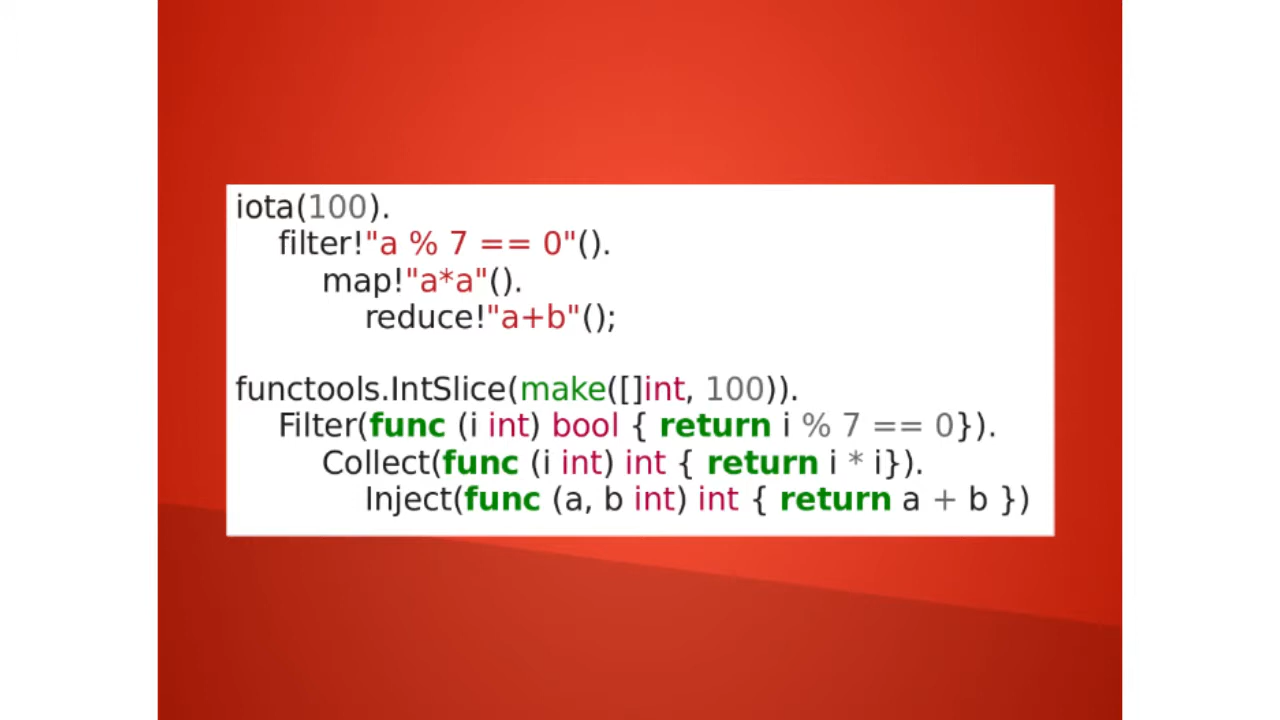 iota(100).
filter!"a % 7 == 0"().
map!"a*a"().
reduce!"a+b"();
functools.IntSlice(make([]int, 100)).
Filter(func (i int) bool { return i % 7 == 0}).
Collect(func (i int) int { return i * i}).
Inject(func (a, b int) int { return a + b })